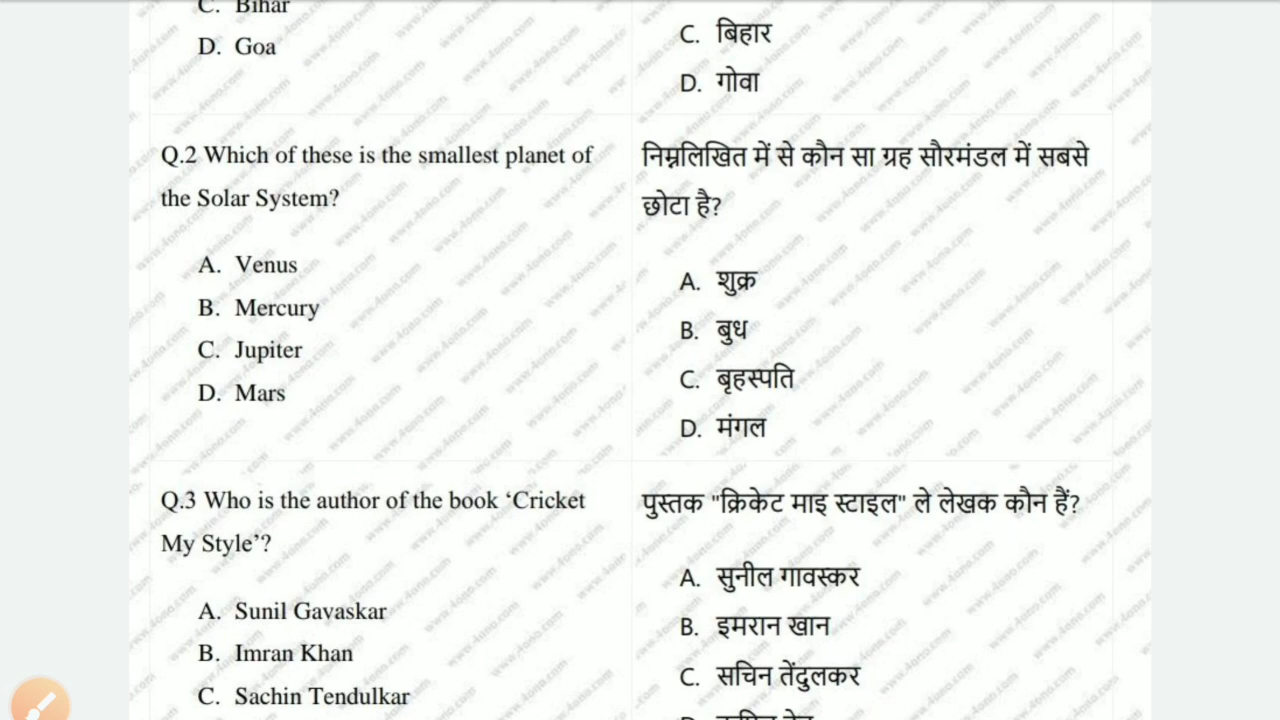 C. Bihar
D. Goa
C. बिहार
D. गोवा
Q.2 Which of these is the smallest planet of
the Solar System?
A. Venus
B. Mercury
C. Jupiter
D. Mars
निम्नलिखित में से कौन सा ग्रह सौरमंडल में सबसे
छोटा है?
A. शुक्र
B. बुध
C. बृहस्पति
D. मंगल
Q.3 Who is the author of the book ‘Cricket
My Style’?
A. Sunil Gavaskar
B. Imran Khan
C. Sachin Tendulkar
पुस्तक "क्रिकेट माइ स्टाइल" ले लेखक कौन हैं?
A. सुनील गावस्कर
B. इमरान खान
C. सचिन तेंदुलकर